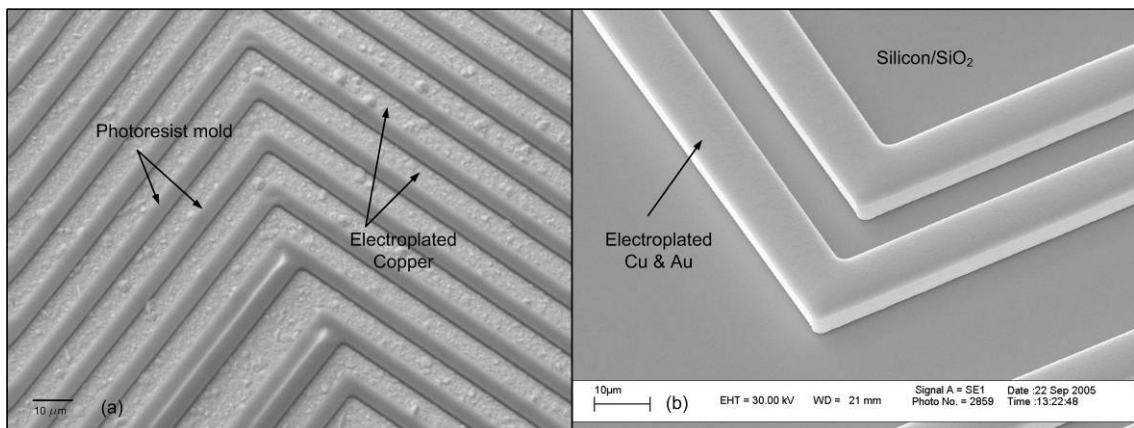 Photoresist mold
Electroplated
Copper
10 μm
(a)
Silicon/SiO₂
Electroplated
Cu & Au
10μm
EHT = 30.00 kV
WD = 21 mm
Signal A = SE1
Photo No. = 2859
Date :22 Sep 2005
Time :13:22:48
(b)